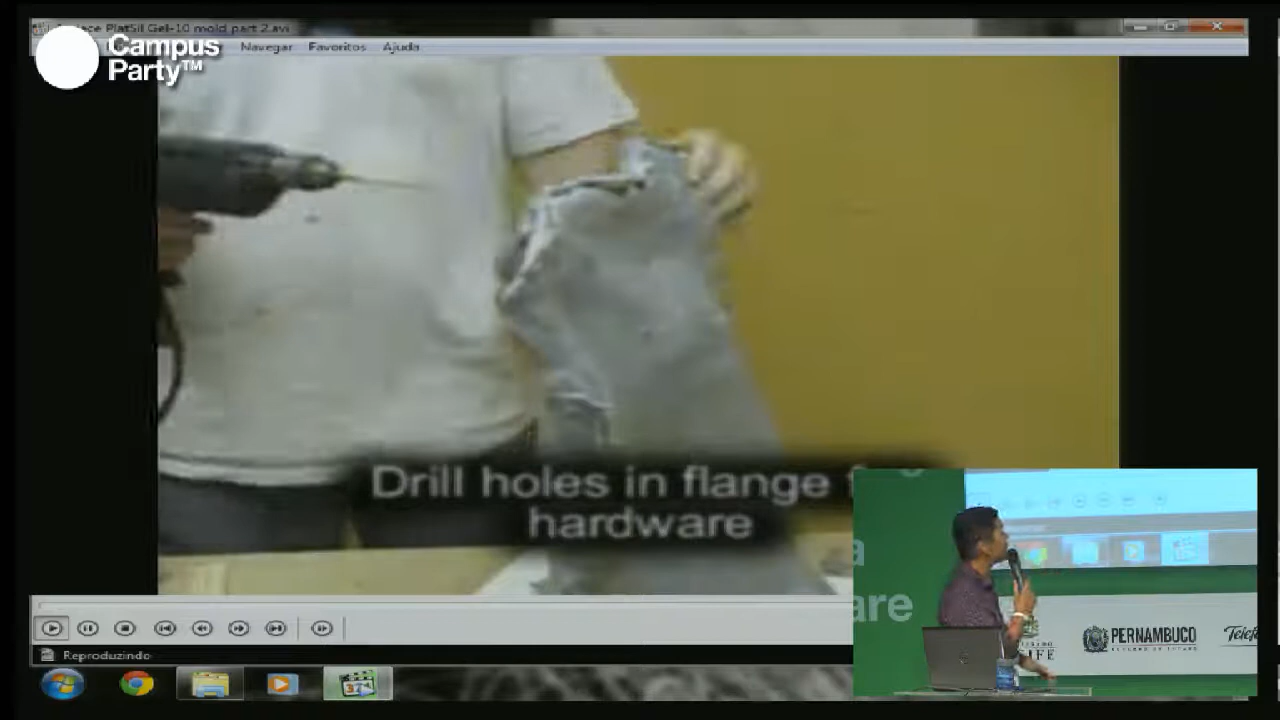 Face PlatSil Gel-10 mold part 2.avi
Campus
Party™
Navegar Favoritos Ajuda
Drill holes in flange
hardware
Reproduzindo
PERNAMBUCO